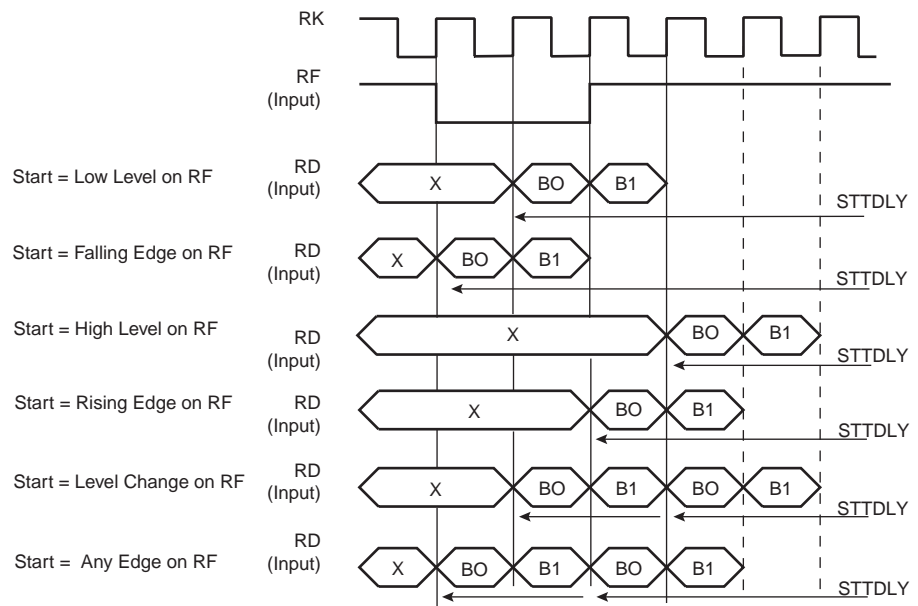 RK
RF
(Input)
Start = Low Level on RF
RD
(Input)
X
BO
B1
STTDLY
Start = Falling Edge on RF
RD
(Input)
X
BO
B1
STTDLY
Start = High Level on RF
RD
(Input)
X
BO
B1
STTDLY
Start = Rising Edge on RF
RD
(Input)
X
BO
B1
STTDLY
Start = Level Change on RF
RD
(Input)
X
BO
B1
BO
B1
STTDLY
Start = Any Edge on RF
RD
(Input)
X
BO
B1
BO
B1
STTDLY